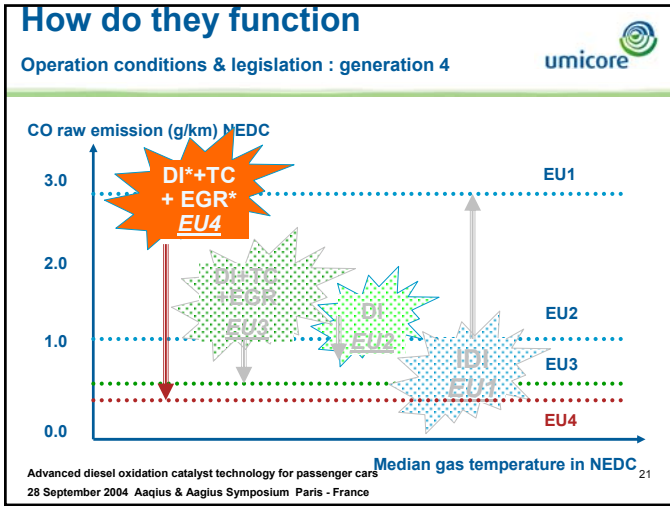 How do they function
Operation conditions & legislation : generation 4
umicore
CO raw emission (g/km) NEDC
3.0
2.0
1.0
0.0
DI*+TC
+ EGR*
EU4
DI+TC
+EGR
EU3
DI
EU2
IDI
EU1
EU1
EU2
EU3
EU4
Median gas temperature in NEDC
Advanced diesel oxidation catalyst technology for passenger cars
28 September 2004 Aaqius & Aagius Symposium Paris - France
21